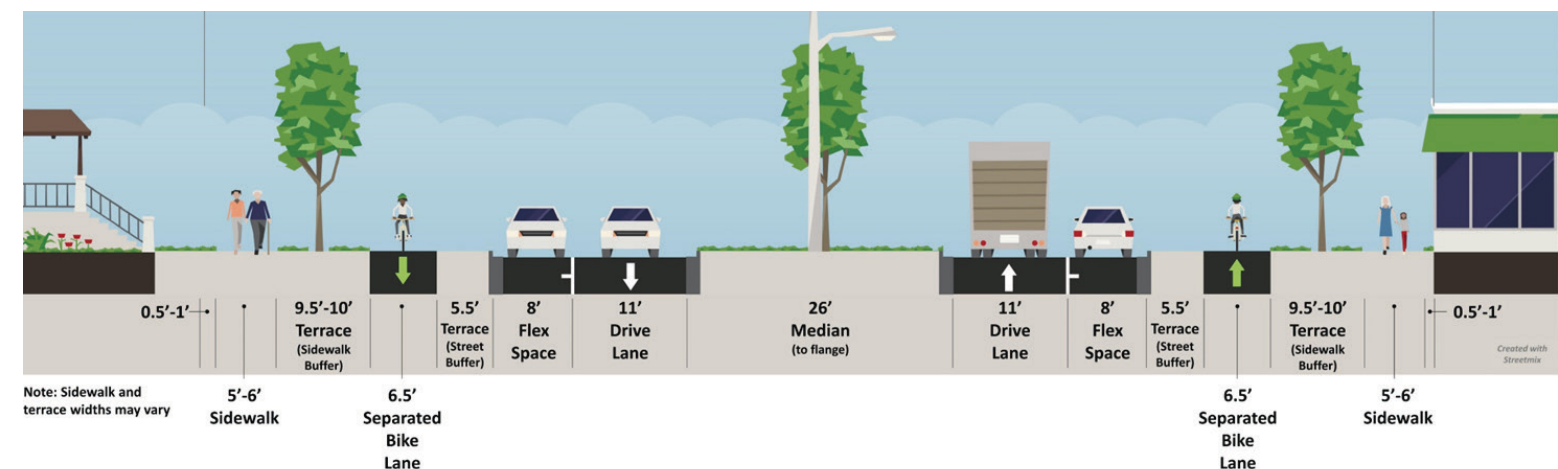 0.5’-1’
9.5’-10’
Terrace
(Sidewalk
Buffer)
5.5’
Terrace
(Street
Buffer)
8’
Flex
Space
11’
Drive
Lane
26’
Median
(to flange)
11’
Drive
Lane
8’
Flex
Space
5.5’
Terrace
(Street
Buffer)
9.5’-10’
Terrace
(Sidewalk
Buffer)
0.5’-1’
Created with
Streetmix
Note: Sidewalk and
terrace widths may vary
5’-6’
Sidewalk
6.5’
Separated
Bike
Lane
6.5’
Separated
Bike
Lane
5’-6’
Sidewalk